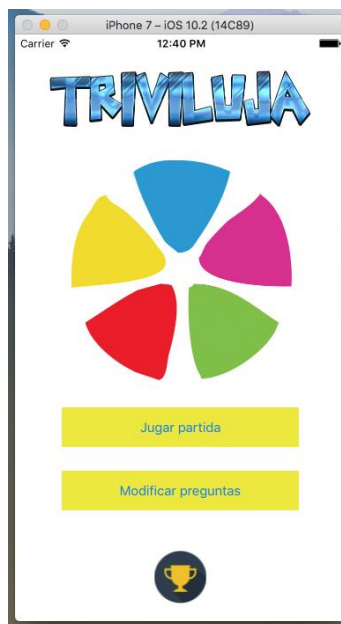 iPhone 7 – iOS 10.2 (14C89)
Carrier 12:40 PM
TRIVILUJA
Jugar partida
Modificar preguntas